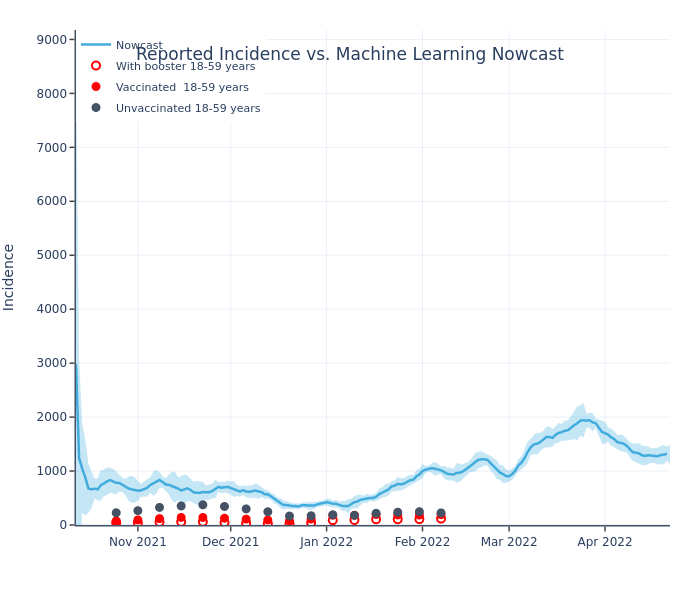 Reported Incidence vs. Machine Learning Nowcast
Nowcast
With booster 18-59 years
Vaccinated  18-59 years
Unvaccinated 18-59 years
Incidence
9000
8000
7000
6000
5000
4000
3000
2000
1000
0
Nov 2021
Dec 2021
Jan 2022
Feb 2022
Mar 2022
Apr 2022